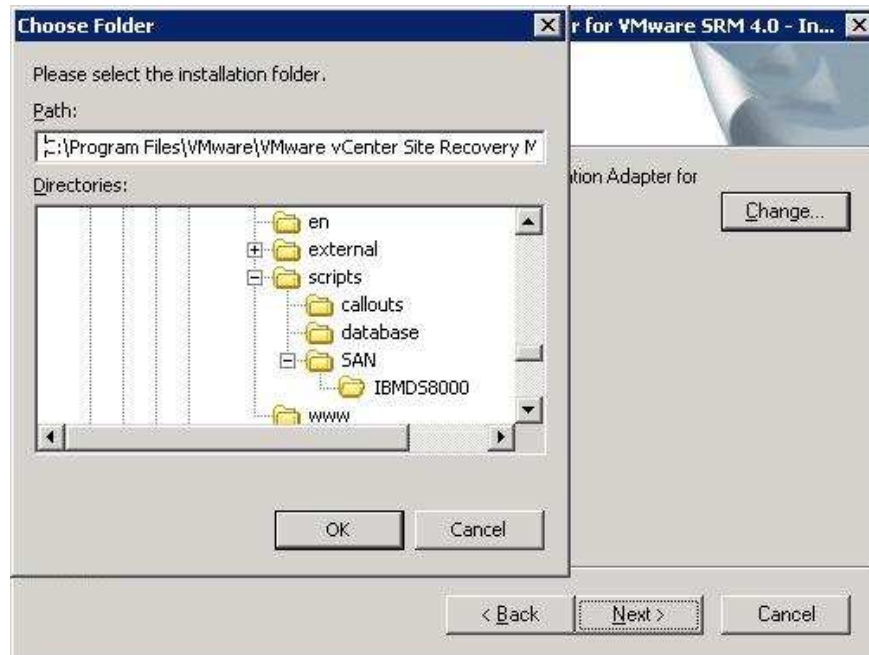 Choose Folder
r for VMware SRM 4.0 - In...
Please select the installation folder.
Path:
C:\Program Files\VMware\VMware vCenter Site Recovery M
Directories:
ation Adapter for
Change...
en
external
scripts
callouts
database
SAN
IBMDS8000
www
OK
Cancel
< Back
Next >
Cancel